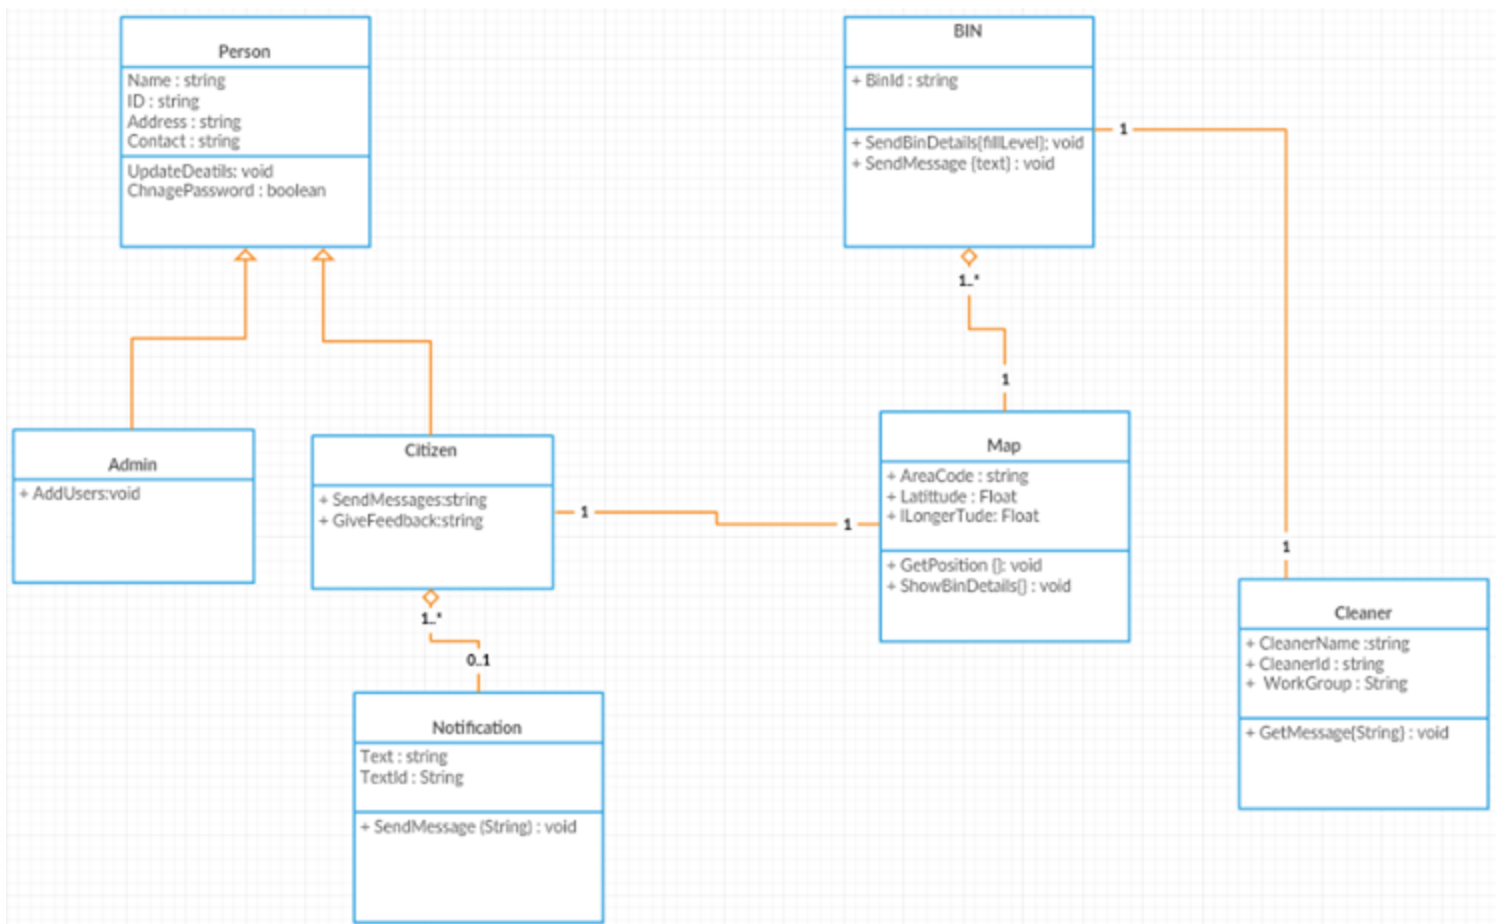 Person
Name : string
ID : string
Address : string
Contact : string
UpdateDeatils: void
ChnagePassword : boolean
BIN
+ BinId : string
+ SendBinDetails(fillLevel); void
+ SendMessage (text) : void
1
1..*
1
Admin
+ AddUsers:void
Citizen
+ SendMessages:string
+ GiveFeedback:string
1
1
Map
+ AreaCode : string
+ Latittude : Float
+ lLongerTude: Float
+ GetPosition (): void
+ ShowBinDetails() : void
1
Cleaner
+ CleanerName :string
+ CleanerId : string
+ WorkGroup : String
+ GetMessage(String) : void
1..*
0..1
Notification
Text : string
TextId : String
+ SendMessage (String) : void